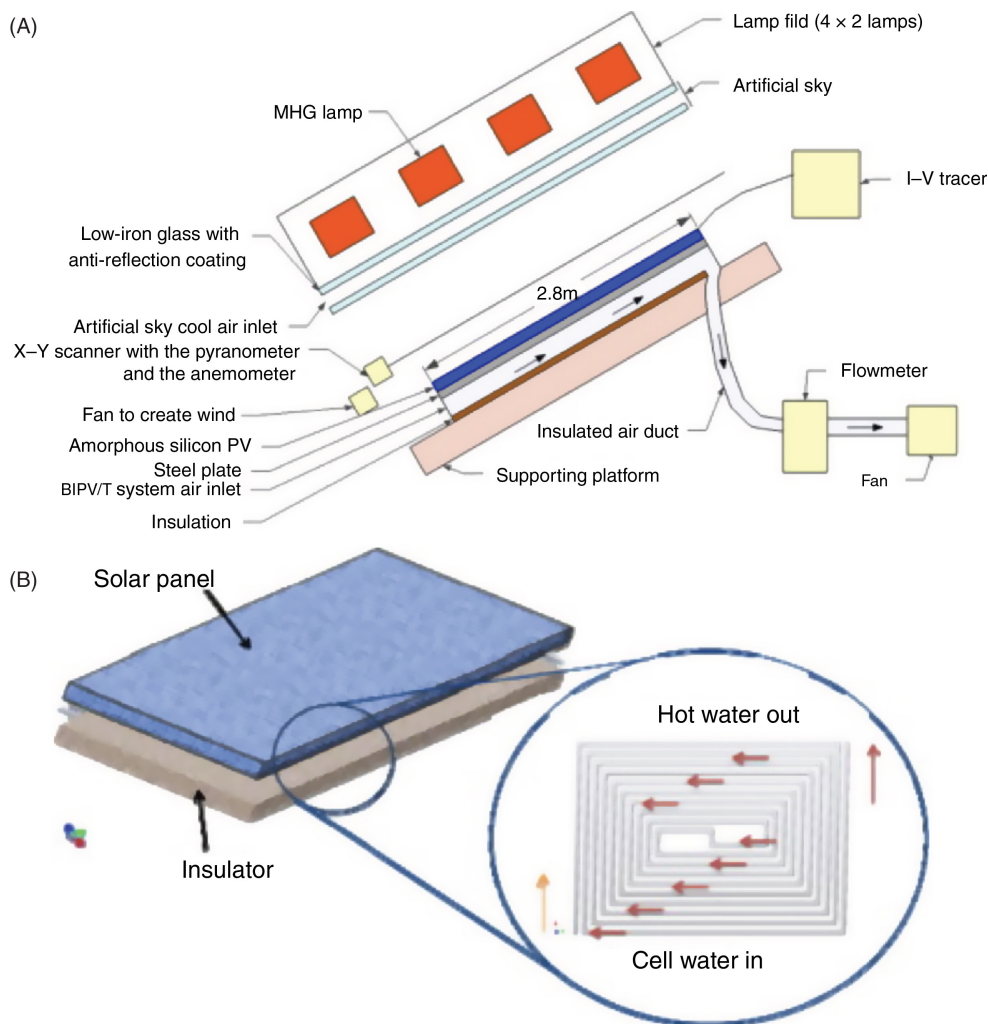 (A)
Lamp fild (4 × 2 lamps)
Artificial sky
MHG lamp
I–V tracer
Low-iron glass with
anti-reflection coating
2.8m
Artificial sky cool air inlet
X–Y scanner with the pyranometer
and the anemometer
Flowmeter
Fan to create wind
Insulated air duct
Amorphous silicon PV
Steel plate
Supporting platform
Fan
BIPV/T system air inlet
Insulation
(B)
Solar panel
Hot water out
Insulator
Cell water in